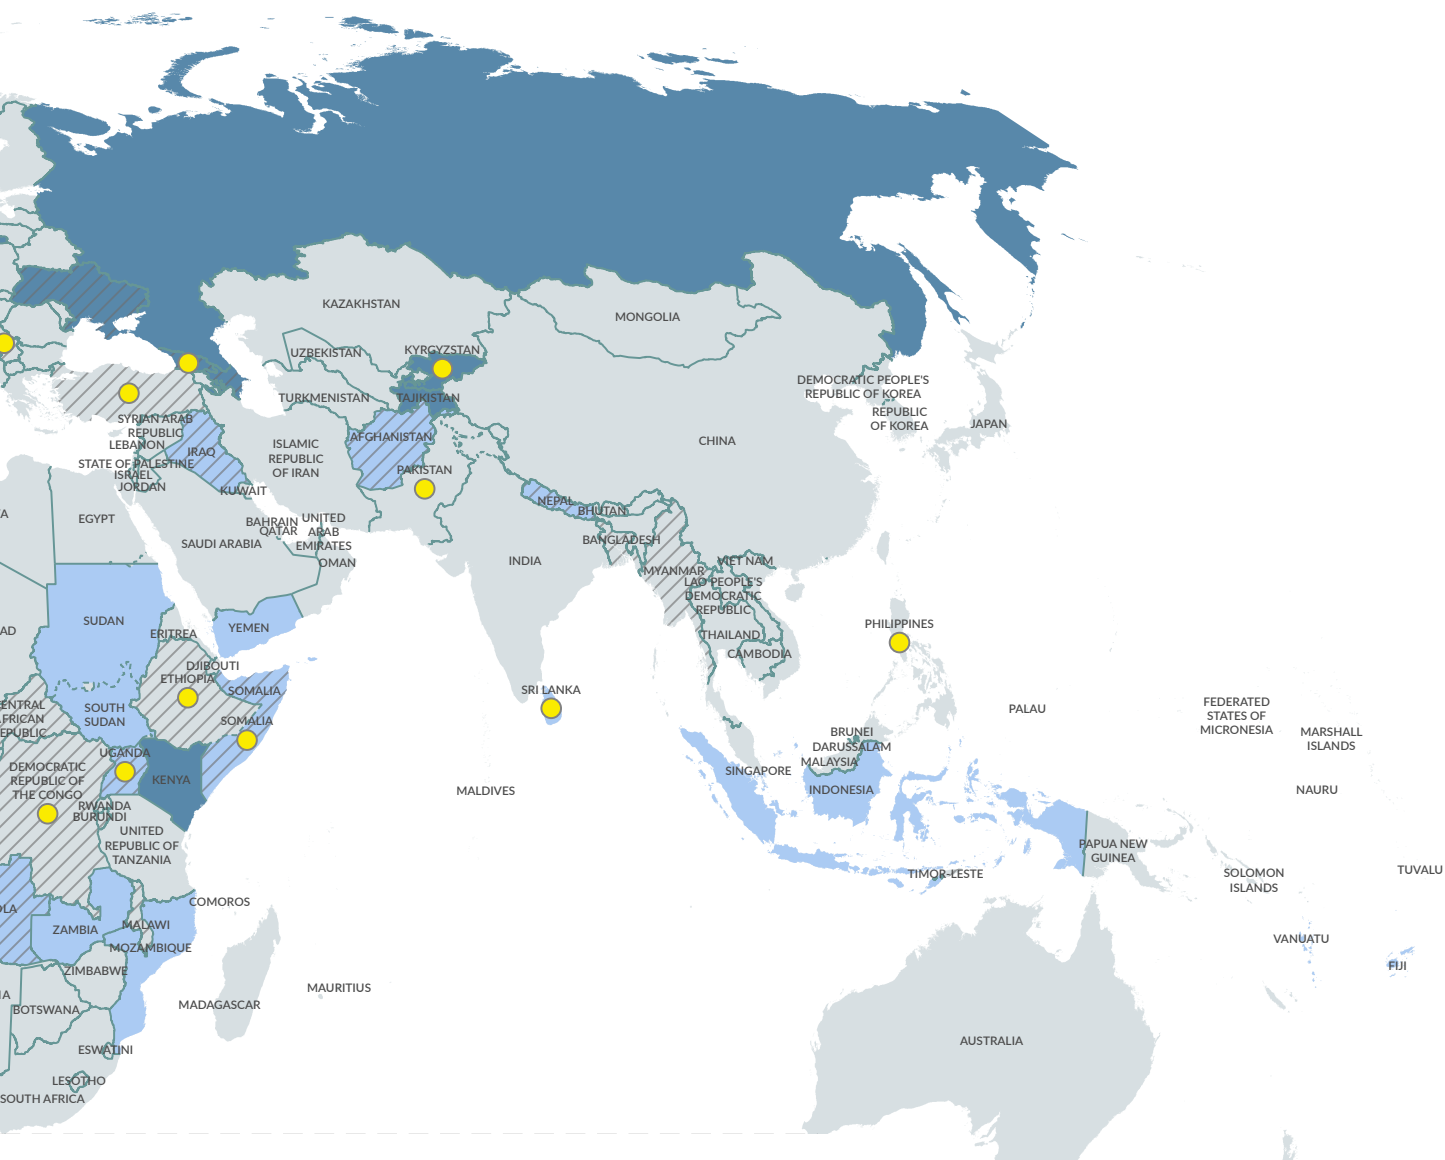 KAZAKHSTAN
MONGOLIA
UZBEKISTAN
KYRGYZSTAN
TURKMENISTAN
TAJIKISTAN
DEMOCRATIC PEOPLE'S
REPUBLIC OF KOREA
REPUBLIC
OF KOREA
JAPAN
CHINA
SYRIAN ARAB
REPUBLIC
LEBANON
STATE OF PALESTINE
ISRAEL
JORDAN
IRAQ
KUWAIT
ISLAMIC
REPUBLIC
OF IRAN
AFGHANISTAN
PAKISTAN
NEPAL
BHUTAN
BANGLADESH
INDIA
MYANMAR
VIET NAM
LAO PEOPLE'S
DEMOCRATIC
REPUBLIC
THAILAND
CAMBODIA
A
EGYPT
BAHRAIN
QATAR
UNITED
ARAB
EMIRATES
OMAN
SAUDI ARABIA
YEMEN
AD
SUDAN
ERITREA
DJIBOUTI
ETHIOPIA
SOMALIA
SOMALIA
SOUTH
SUDAN
ENTRAL
AFRICAN
EPUBLIC
UGANDA
KENYA
DEMOCRATIC
REPUBLIC OF
THE CONGO
RWANDA
BURUNDI
UNITED
REPUBLIC OF
TANZANIA
COMOROS
OLA
ZAMBIA
MALAWI
MOZAMBIQUE
ZIMBABWE
IA
BOTSWANA
MADAGASCAR
MAURITIUS
ESWATINI
LESOTHO
SOUTH AFRICA
SRI LANKA
MALDIVES
PHILIPPINES
PALAU
BRUNEI
DARUSSALAM
MALAYSIA
SINGAPORE
INDONESIA
TIMOR-LESTE
PAPUA NEW
GUINEA
FEDERATED
STATES OF
MICRONESIA
MARSHALL
ISLANDS
NAURU
SOLOMON
ISLANDS
TUVALU
VANUATU
FIJI
AUSTRALIA